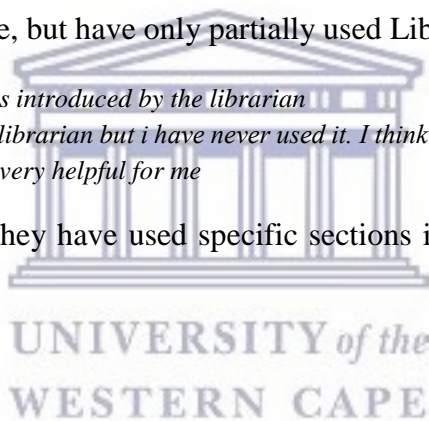 e, but have only partially used Lib
s introduced by the librarian
librarian but i have never used it. I think
very helpful for me
hey have used specific sections i
UNIVERSITY of the
WESTERN CAPE